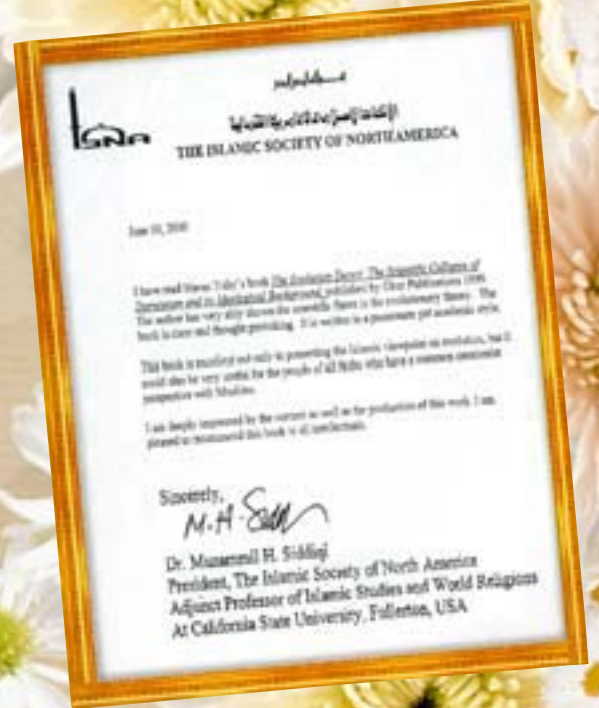 ISNA
THE ISLAMIC SOCIETY OF NORTH AMERICA
June 01, 2000
I have read Harun Yahya's book The Evolution Deceit: The Scientific Collapse of
Darwinism and its Ideological Background, published by Publications 1999.
The author has very ably shown the scientific flaws in the evolutionary theory. The
book is and thought provoking. It is written in a yet academic style.
This book is excellent not only in presenting the Islamic viewpoint on evolution, but it
would also be very useful for the people of all faiths who have a common
perspective with Muslims.
I am deeply impressed by the content as well as the production of this work. I am
pleased to recommend this book to all intellectuals.
Sincerely,
M.H. Siddiqi
Dr. Muzammil H. Siddiqi
President, The Islamic Society of North America
Adjunct Professor of Islamic Studies and World Religions
At California State University, Fullerton, USA